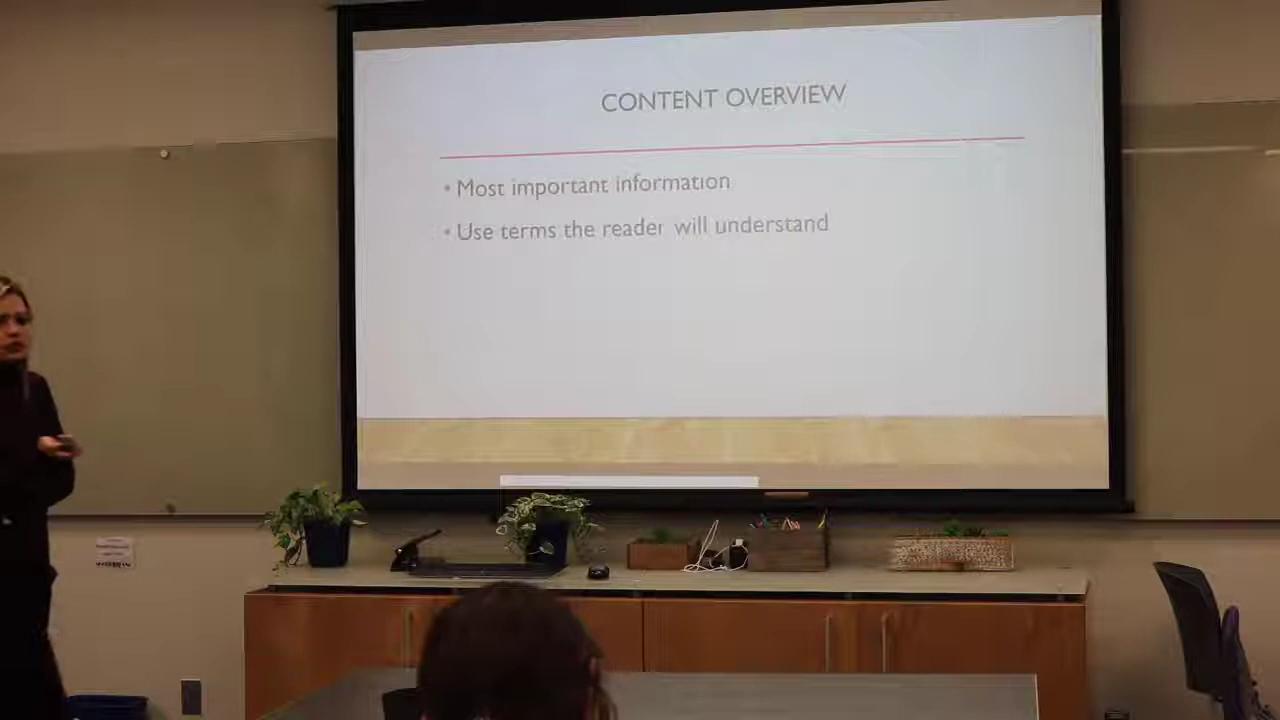 CONTENT OVERVIEW
• Most important information
• Use terms the reader will understand